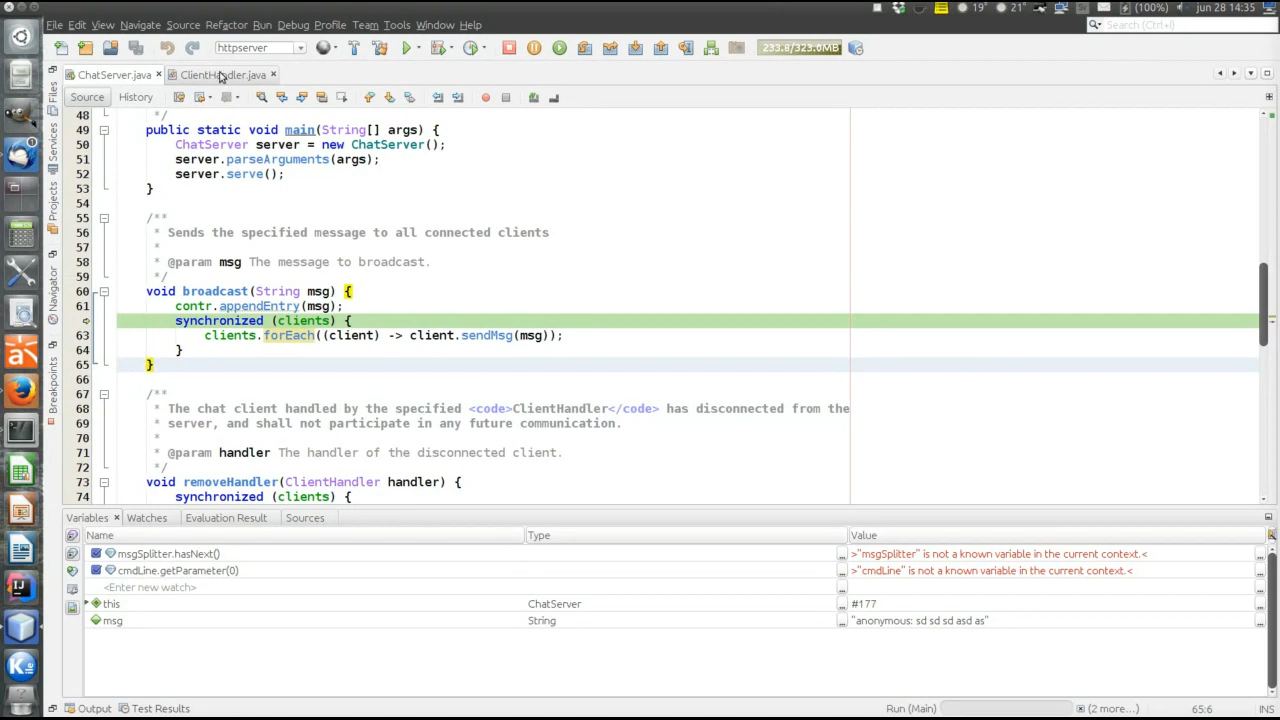 19°
21°
(100%)
jun 28 14:35
File Edit View Navigate Source Refactor Run Debug Profile Team Tools Window Help
Search (Ctrl+I)
httpserver
233.8/323.0MB
ChatServer.java
ClientHandler.java
Source
History
Files
Services
Projects
Navigator
Breakpoints
48 */
49 public static void main(String[] args) {
50 ChatServer server = new ChatServer();
51 server.parseArguments(args);
52 server.serve();
53 }
54
55 /**
56 * Sends the specified message to all connected clients
57 *
58 * @param msg The message to broadcast.
59 */
60 void broadcast(String msg) {
61 contr.appendEntry(msg);
synchronized (clients) {
63 clients.forEach((client) -> client.sendMsg(msg));
64 }
65 }
66
67 /**
68 * The chat client handled by the specified <code>ClientHandler</code> has disconnected from the
69 * server, and shall not participate in any future communication.
70 *
71 * @param handler The handler of the disconnected client.
72 */
73 void removeHandler(ClientHandler handler) {
74 synchronized (clients) {
Variables
Watches
Evaluation Result
Sources
Name Type Value
msgSplitter.hasNext() >"msgSplitter" is not a known variable in the current context.<
cmdLine.getParameter(0) >"cmdLine" is not a known variable in the current context.<
<Enter new watch>
this ChatServer #177
msg String "anonymous: sd sd sd asd as"
Output
Test Results
Run (Main)
(2 more...)
65:6
INS